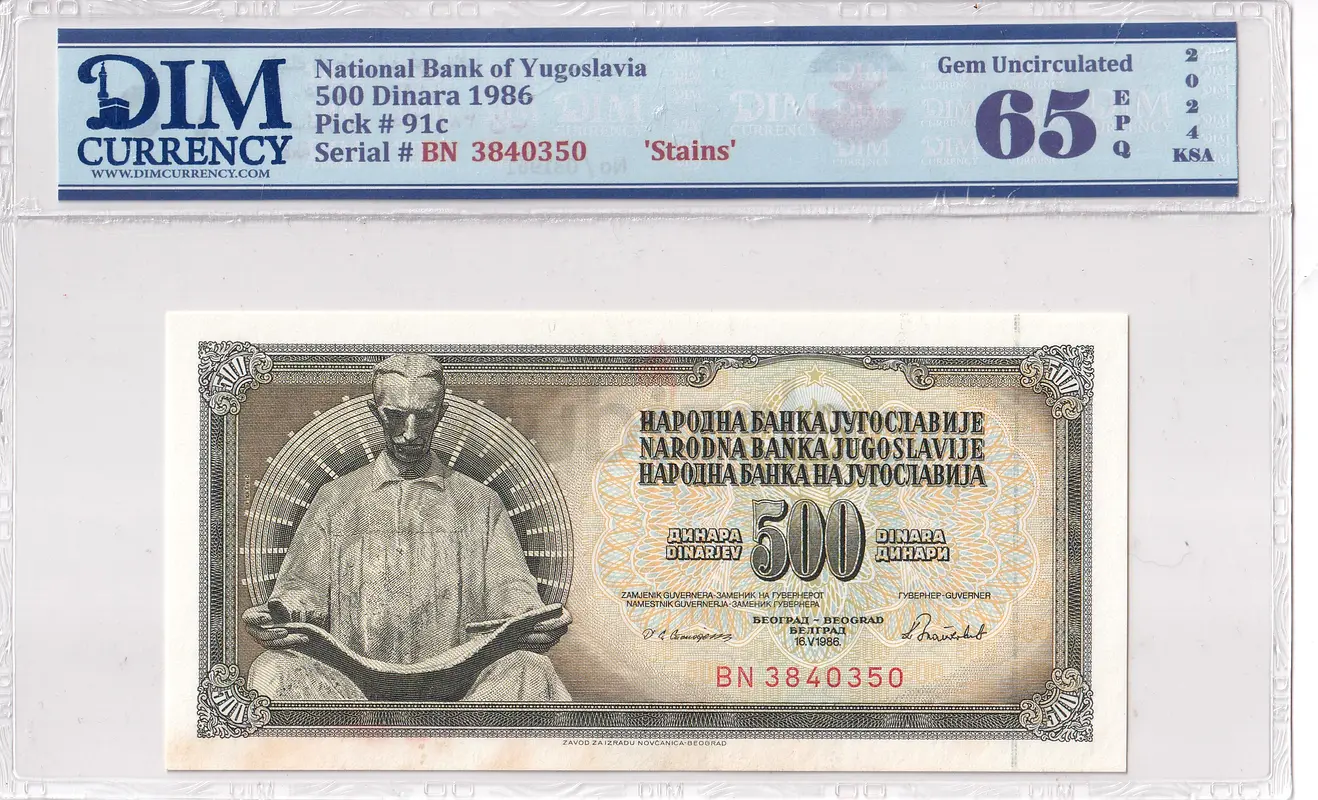 DIM
CURRENCY
WWW.DIMCURRENCY.COM
National Bank of Yugoslavia
500 Dinara 1986
Pick # 91c
Serial # BN 3840350 'Stains'
Gem Uncirculated
65
EPQ
2024
KSA
НАРОДНА БАНКА ЈУГОСЛАВИЈЕ
NARODNA BANKA JUGOSLAVIJE
НАРОДНА БАНКА НА ЈУГОСЛАВИЈА
ДИНАРА
DINARJEV
500
DINARA
ДИНАРИ
ZAMJENIK GUVERNERA-ЗАМЕНИК НА ГУВЕРНЕРОТ
NAMESTNIK GUVERNERJA-ЗАМЕНИК ГУВЕРНЕРА
ГУВЕРНЕР-GUVERNER
БЕОГРАД - BEOGRAD
БЕЛГРАД
16.V1986.
BN 3840350
ZAVOD ZA IZRADU NOVČANICA-BEOGRAD